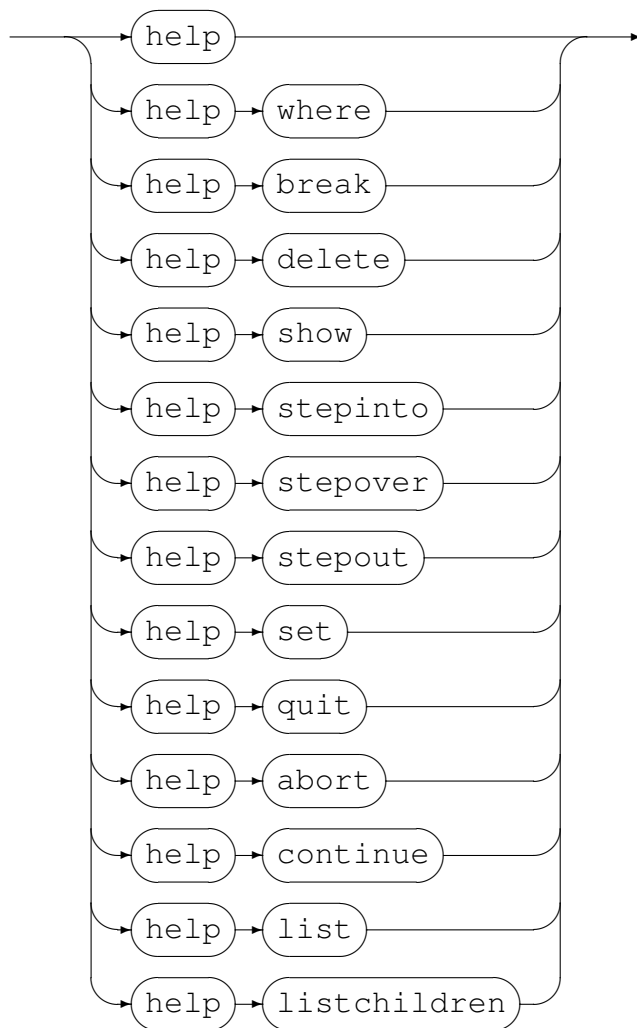 help
help where
help break
help delete
help show
help stepinto
help stepover
help stepout
help set
help quit
help abort
help continue
help list
help listchildren